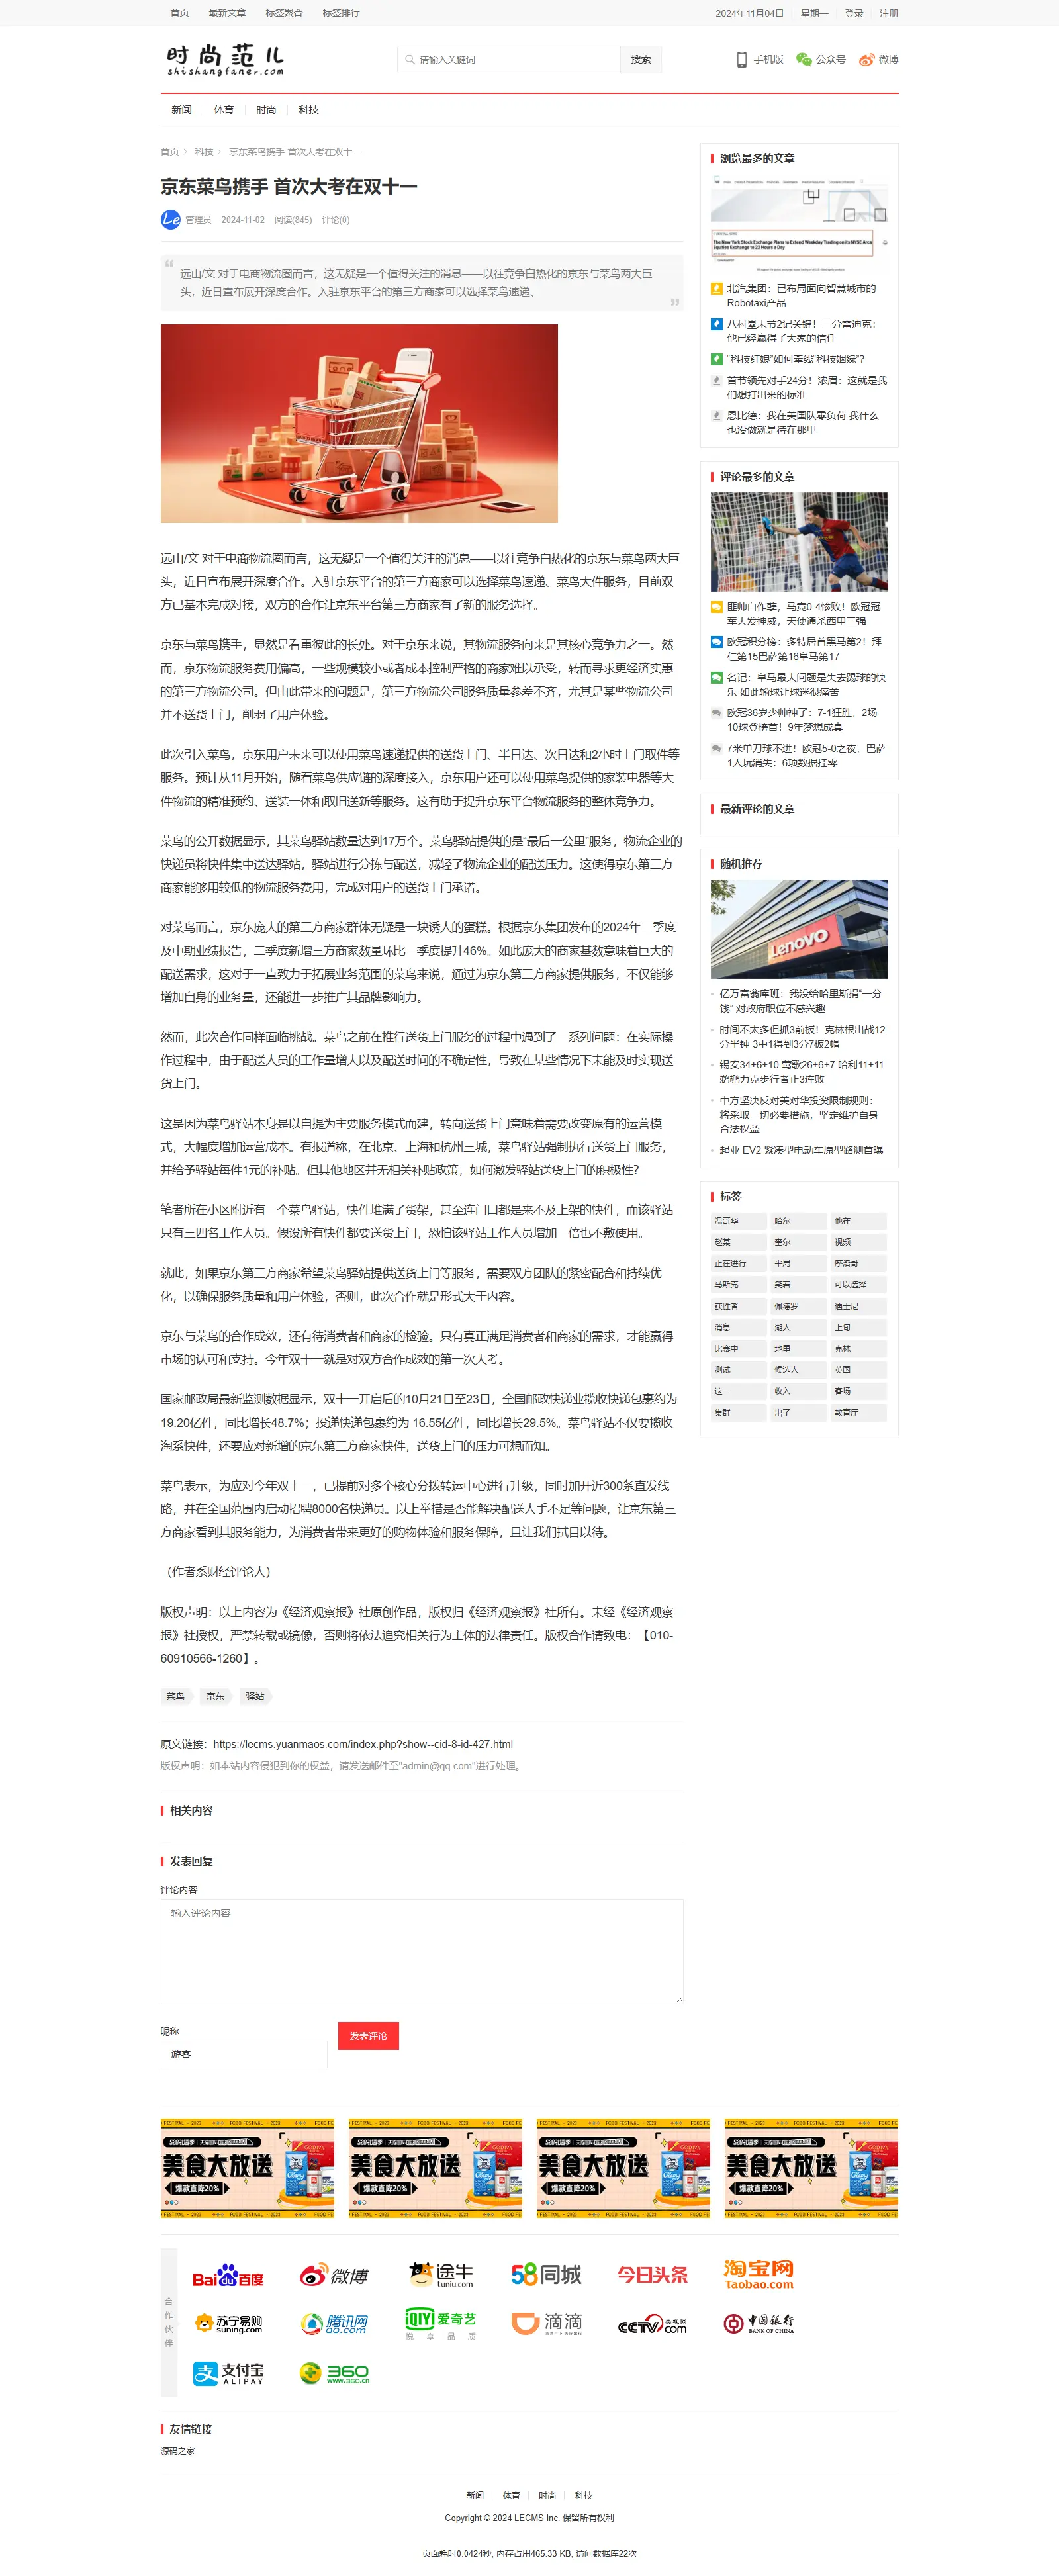 首页 最新文章 标签聚合 标签排行
2024年11月04日 星期一 登录 注册
时尚范儿
shishangfaner.com
请输入关键词 搜索
手机版 公众号 微博
新闻 体育 时尚 科技
首页 > 科技 > 京东菜鸟携手 首次大考在双十一
京东菜鸟携手 首次大考在双十一
管理员 2024-11-02 阅读(845) 评论(0)
远山/文 对于电商物流圈而言，这无疑是一个值得关注的消息——以往竞争白热化的京东与菜鸟两大巨
头，近日宣布展开深度合作。入驻京东平台的第三方商家可以选择菜鸟速递、
远山/文 对于电商物流圈而言，这无疑是一个值得关注的消息——以往竞争白热化的京东与菜鸟两大巨
头，近日宣布展开深度合作。入驻京东平台的第三方商家可以选择菜鸟速递、菜鸟大件服务，目前双
方已基本完成对接，双方的合作让京东平台第三方商家有了新的服务选择。
京东与菜鸟携手，显然是看重彼此的长处。对于京东来说，其物流服务向来是其核心竞争力之一。然
而，京东物流服务费用偏高，一些规模较小或者成本控制严格的商家难以承受，转而寻求更经济实惠
的第三方物流公司。但由此带来的问题是，第三方物流公司服务质量参差不齐，尤其是某些物流公司
并不送货上门，削弱了用户体验。
此次引入菜鸟，京东用户未来可以使用菜鸟速递提供的送货上门、半日达、次日达和2小时上门取件等
服务。预计从11月开始，随着菜鸟供应链的深度接入，京东用户还可以使用菜鸟提供的家装电器等大
件物流的精准预约、送装一体和取旧送新等服务。这有助于提升京东平台物流服务的整体竞争力。
菜鸟的公开数据显示，其菜鸟驿站数量达到17万个。菜鸟驿站提供的是“最后一公里”服务，物流企业的
快递员将快件集中送达驿站，驿站进行分拣与配送，减轻了物流企业的配送压力。这使得京东第三方
商家能够用较低的物流服务费用，完成对用户的送货上门承诺。
对菜鸟而言，京东庞大的第三方商家群体无疑是一块诱人的蛋糕。根据京东集团发布的2024年二季度
及中期业绩报告，二季度新增三方商家数量环比一季度提升46%。如此庞大的商家基数意味着巨大的
配送需求，这对于一直致力于拓展业务范围的菜鸟来说，通过为京东第三方商家提供服务，不仅能够
增加自身的业务量，还能进一步推广其品牌影响力。
然而，此次合作同样面临挑战。菜鸟之前在推行送货上门服务的过程中遇到了一系列问题：在实际操
作过程中，由于配送人员的工作量增大以及配送时间的不确定性，导致在某些情况下未能及时实现送
货上门。
这是因为菜鸟驿站本身是以自提为主要服务模式而建，转向送货上门意味着需要改变原有的运营模
式，大幅度增加运营成本。有报道称，在北京、上海和杭州三城，菜鸟驿站强制执行送货上门服务，
并给予驿站每件1元的补贴。但其他地区并无相关补贴政策，如何激发驿站送货上门的积极性？
笔者所在小区附近有一个菜鸟驿站，快件堆满了货架，甚至连门口都是来不及上架的快件，而该驿站
只有三四名工作人员。假设所有快件都要送货上门，恐怕该驿站工作人员增加一倍也不敷使用。
就此，如果京东第三方商家希望菜鸟驿站提供送货上门等服务，需要双方团队的紧密配合和持续优
化，以确保服务质量和用户体验，否则，此次合作就是形式大于内容。
京东与菜鸟的合作成效，还有待消费者和商家的检验。只有真正满足消费者和商家的需求，才能赢得
市场的认可和支持。今年双十一就是对双方合作成效的第一次大考。
国家邮政局最新监测数据显示，双十一开启后的10月21日至23日，全国邮政快递业揽收快递包裹约为
19.20亿件，同比增长48.7%；投递快递包裹约为 16.55亿件，同比增长29.5%。菜鸟驿站不仅要揽收
淘系快件，还要应对新增的京东第三方商家快件，送货上门的压力可想而知。
菜鸟表示，为应对今年双十一，已提前对多个核心分拨转运中心进行升级，同时加开近300条直发线
路，并在全国范围内启动招聘8000名快递员。以上举措是否能解决配送人手不足等问题，让京东第三
方商家看到其服务能力，为消费者带来更好的购物体验和服务保障，且让我们拭目以待。
（作者系财经评论人）
版权声明：以上内容为《经济观察报》社原创作品，版权归《经济观察报》社所有。未经《经济观察
报》社授权，严禁转载或镜像，否则将依法追究相关行为主体的法律责任。版权合作请致电：【010-
60910566-1260】。
菜鸟 京东 驿站
原文链接：https://lecms.yuanmaos.com/index.php?show--cid-8-id-427.html
版权声明：如本站内容侵犯到你的权益，请发送邮件至"admin@qq.com"进行处理。
相关内容
发表回复
评论内容
输入评论内容
昵称
游客
发表评论
浏览最多的文章
The New York Stock Exchange Plans to Extend Weekday Trading on its NYSE Arca
Equities Exchange to 22 Hours a Day
北汽集团：已布局面向智慧城市的
Robotaxi产品
八村塁末节2记关键！三分雷迪克：
他已经赢得了大家的信任
“科技红娘”如何牵线“科技姻缘”？
首节领先对手24分！浓眉：这就是我
们想打出来的标准
恩比德：我在美国队零负荷 我什么
也没做就是待在那里
评论最多的文章
匪帅自作孽，马竞0-4惨败！欧冠冠
军大发神威，天使通杀西甲三强
欧冠积分榜：多特居首黑马第2！拜
仁第15巴萨第16皇马第17
名记：皇马最大问题是失去踢球的快
乐 如此输球让球迷很痛苦
欧冠36岁少帅神了：7-1狂胜，2场
10球登榜首！9年梦想成真
7米单刀球不进！欧冠5-0之夜，巴萨
1人玩消失：6项数据挂零
最新评论的文章
随机推荐
Lenovo
亿万富翁库班：我没给哈里斯捐“一分
钱” 对政府职位不感兴趣
时间不太多但抓3前板！克林根出战12
分半钟 3中1得到3分7板2帽
锡安34+6+10 莺歌26+6+7 哈利11+11
鹈鹕力克步行者止3连败
中方坚决反对美对华投资限制规则：
将采取一切必要措施，坚定维护自身
合法权益
起亚 EV2 紧凑型电动车原型路测首曝
标签
温哥华 哈尔 他在
赵某 奎尔 视频
正在进行 平局 摩洛哥
马斯克 笑着 可以选择
获胜者 佩德罗 迪士尼
消息 湖人 上旬
比赛中 地里 克林
测试 候选人 英国
这一 收入 客场
集群 出了 教育厅
美食大放送 美食大放送 美食大放送 美食大放送
爆款直降20% 爆款直降20% 爆款直降20% 爆款直降20%
合作伙伴
Bai百度 微博 途牛 tuniu.com 58同城 今日头条 淘宝网 Taobao.com
苏宁易购 suning.com 腾讯网 QQ.com iQIYI 爱奇艺 悦享品质 滴滴 CCTV.com 央视网 中国银行 BANK OF CHINA
支付宝 ALIPAY 360 www.360.cn
友情链接
源码之家
新闻 体育 时尚 科技
Copyright © 2024 LECMS Inc. 保留所有权利
页面耗时0.0424秒, 内存占用465.33 KB, 访问数据库22次